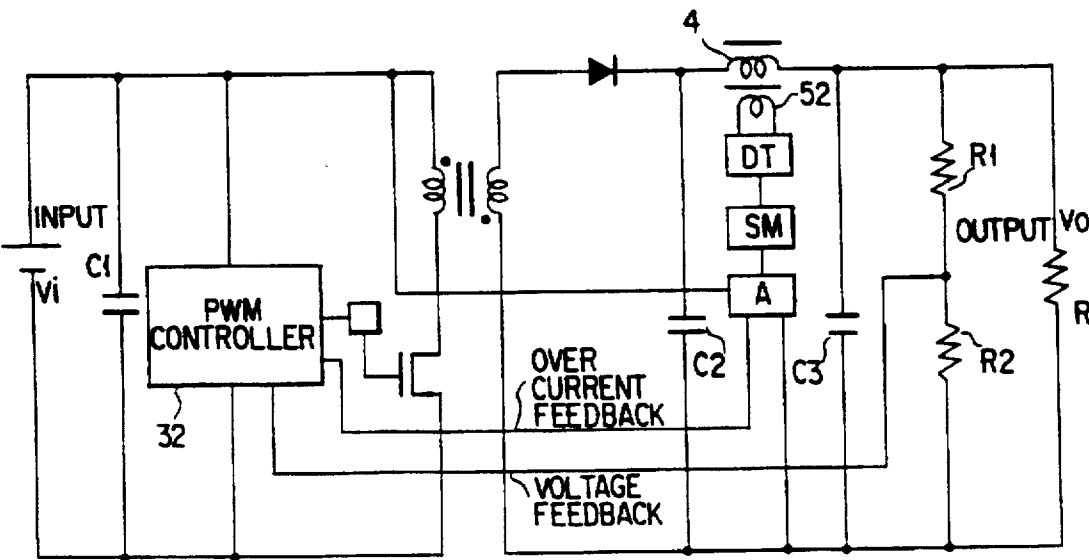 4
52
DT
R1
INPUT
SM
OUTPUT Vo
C1
Vi
A
R
PWM
CONTROLLER
C2
C3
R2
OVER
CURRENT
FEEDBACK
32
VOLTAGE
FEEDBACK